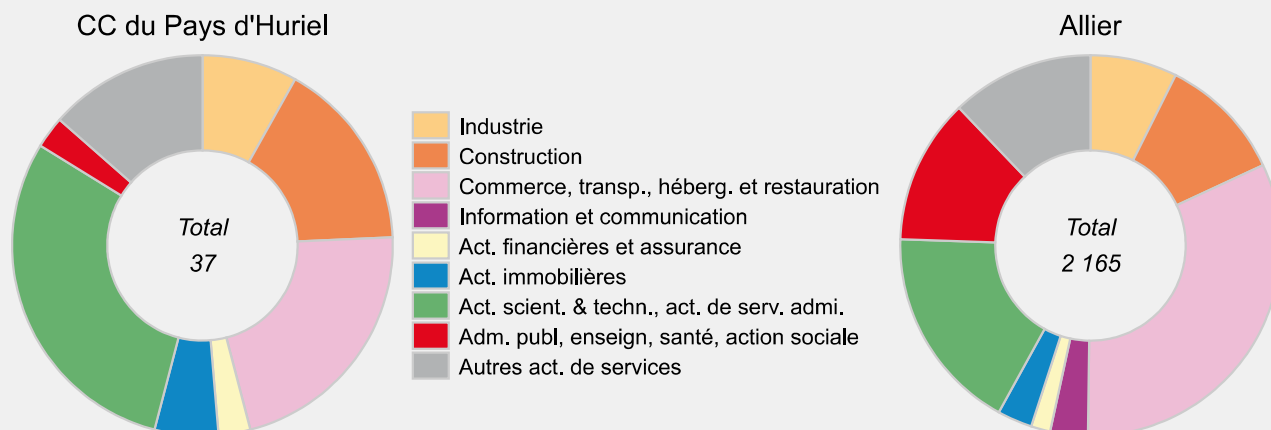 CC du Pays d'Huriel
Total
37
Industrie
Construction
Commerce, transp., héberg. et restauration
Information et communication
Act. financières et assurance
Act. immobilières
Act. scient. & techn., act. de serv. admi.
Adm. publ, enseign, santé, action sociale
Autres act. de services
Allier
Total
2 165